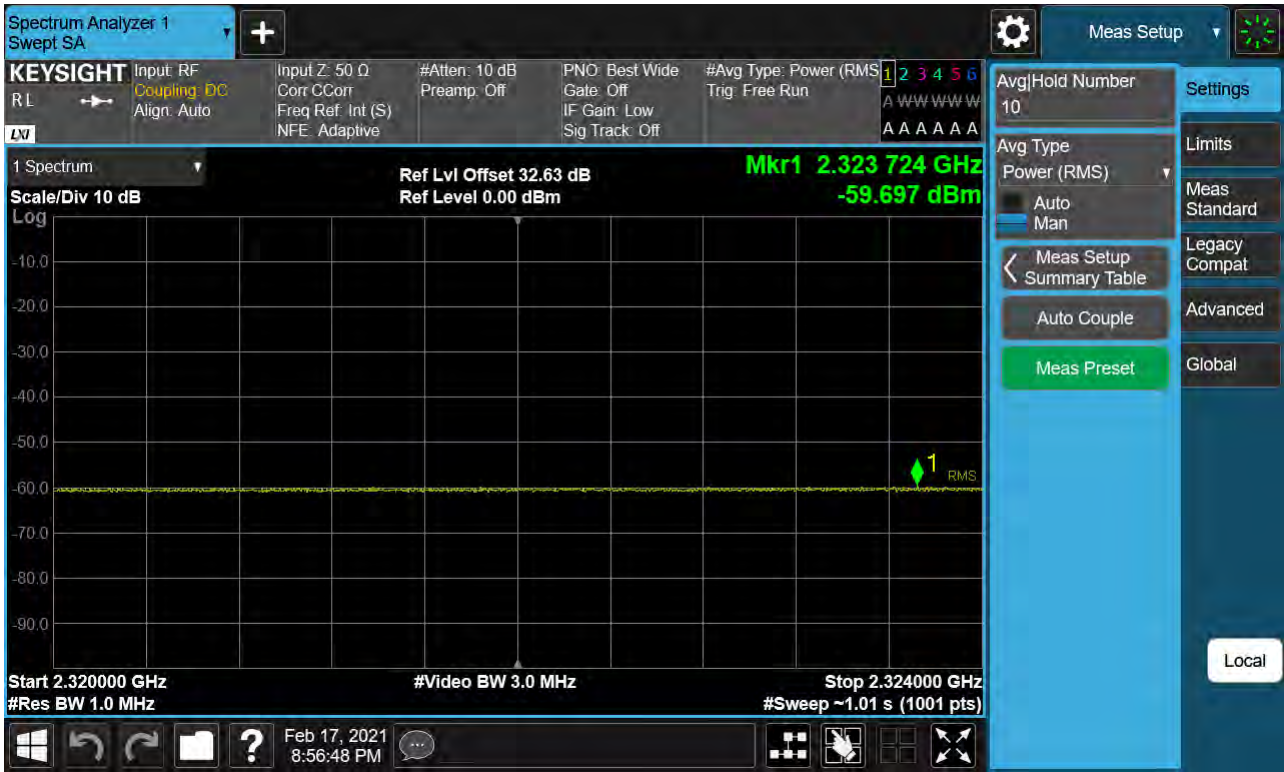 Spectrum Analyzer 1
Swept SA
Meas Setup
KEYSIGHT
RL
LXI
Input: RF
Coupling: DC
Align: Auto
Input Z: 50 Ω
Corr CCorr
Freq Ref: Int (S)
NFE: Adaptive
#Atten: 10 dB
Preamp: Off
PNO: Best Wide
Gate: Off
IF Gain: Low
Sig Track: Off
#Avg Type: Power (RMS
Trig: Free Run
1 2 3 4 5 6
A W W W W W
A A A A A A
1 Spectrum
Scale/Div 10 dB
Log
Ref Lvl Offset 32.63 dB
Ref Level 0.00 dBm
Mkr1 2.323 724 GHz
-59.697 dBm
-10.0
-20.0
-30.0
-40.0
-50.0
-60.0
-70.0
-80.0
-90.0
1
RMS
Start 2.320000 GHz
#Res BW 1.0 MHz
#Video BW 3.0 MHz
Stop 2.324000 GHz
#Sweep ~1.01 s (1001 pts)
Avg|Hold Number
10
Avg Type
Power (RMS)
Auto
Man
Meas Setup
Summary Table
Auto Couple
Meas Preset
Settings
Limits
Meas
Standard
Legacy
Compat
Advanced
Global
Local
?
Feb 17, 2021
8:56:48 PM